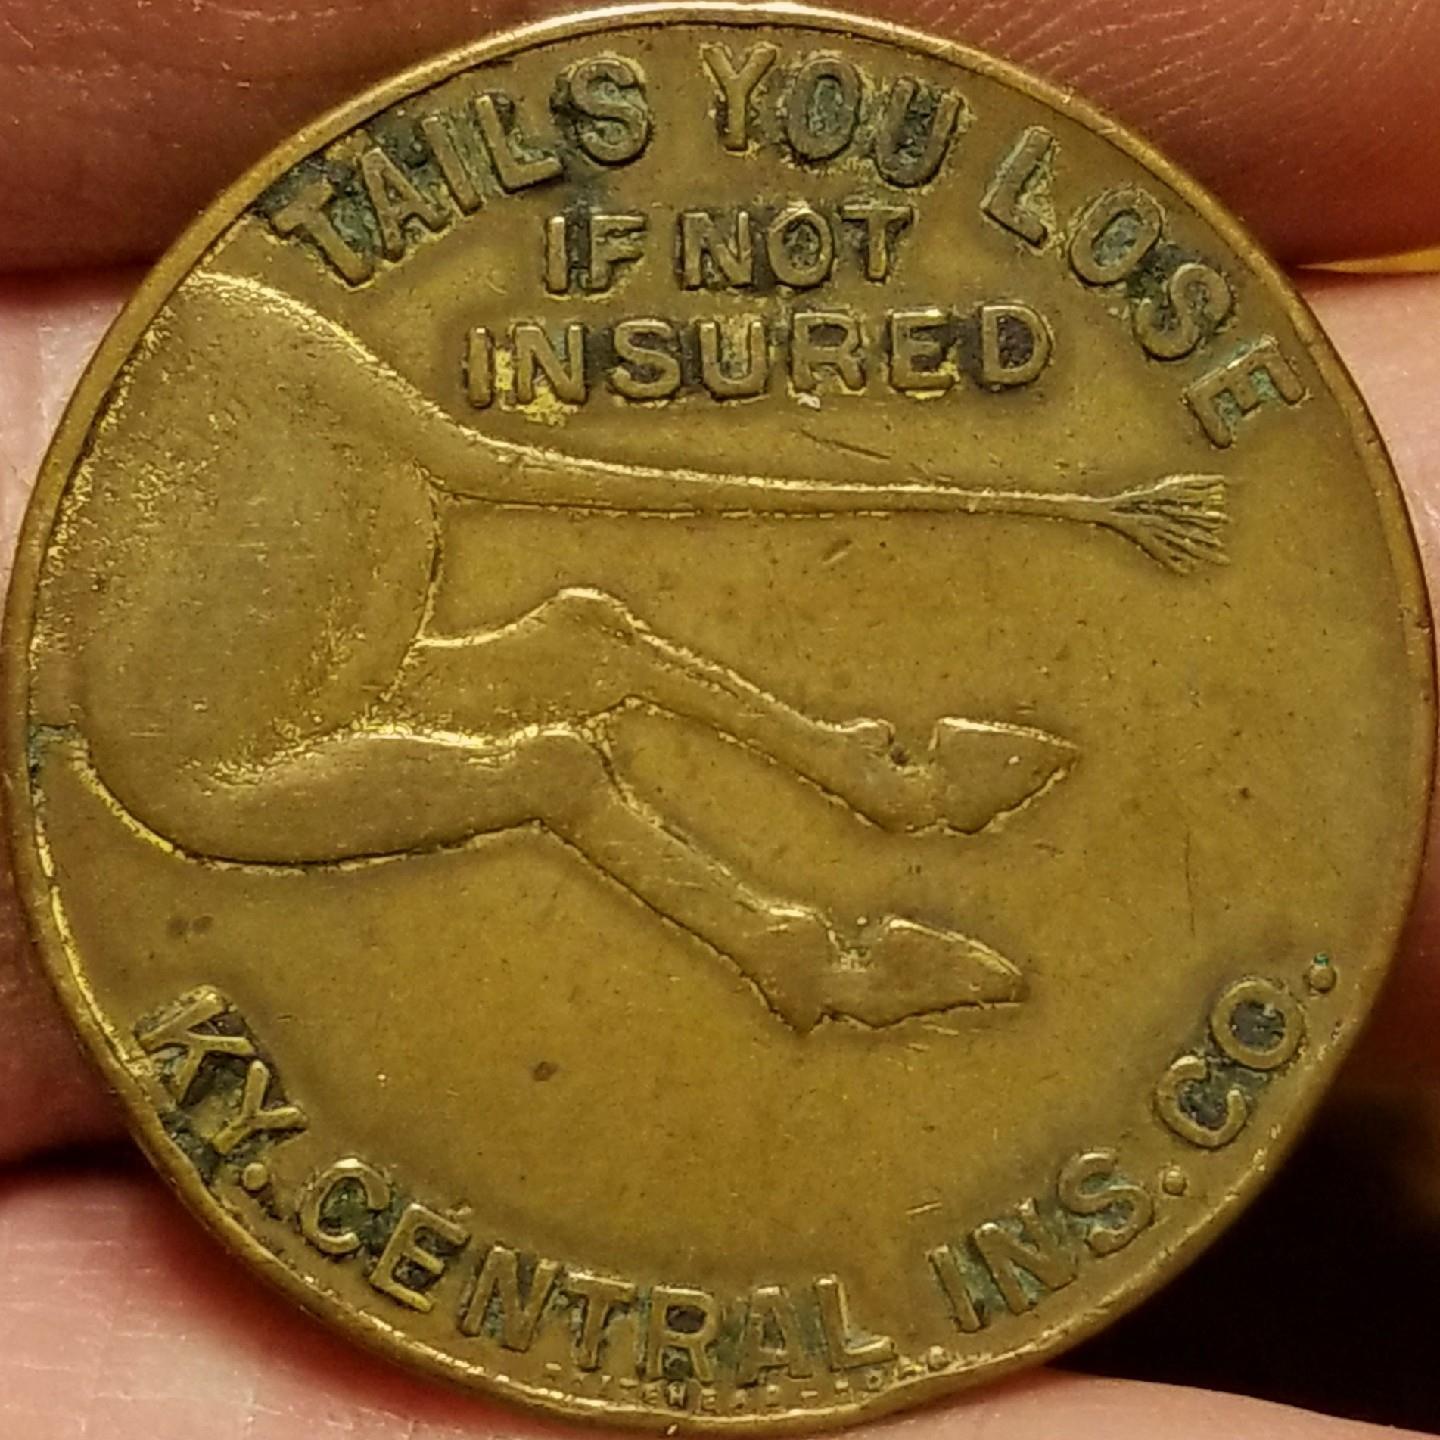 TAILS YOU LOSE
IF NOT
INSURED
KY. CENTRAL INS. CO.